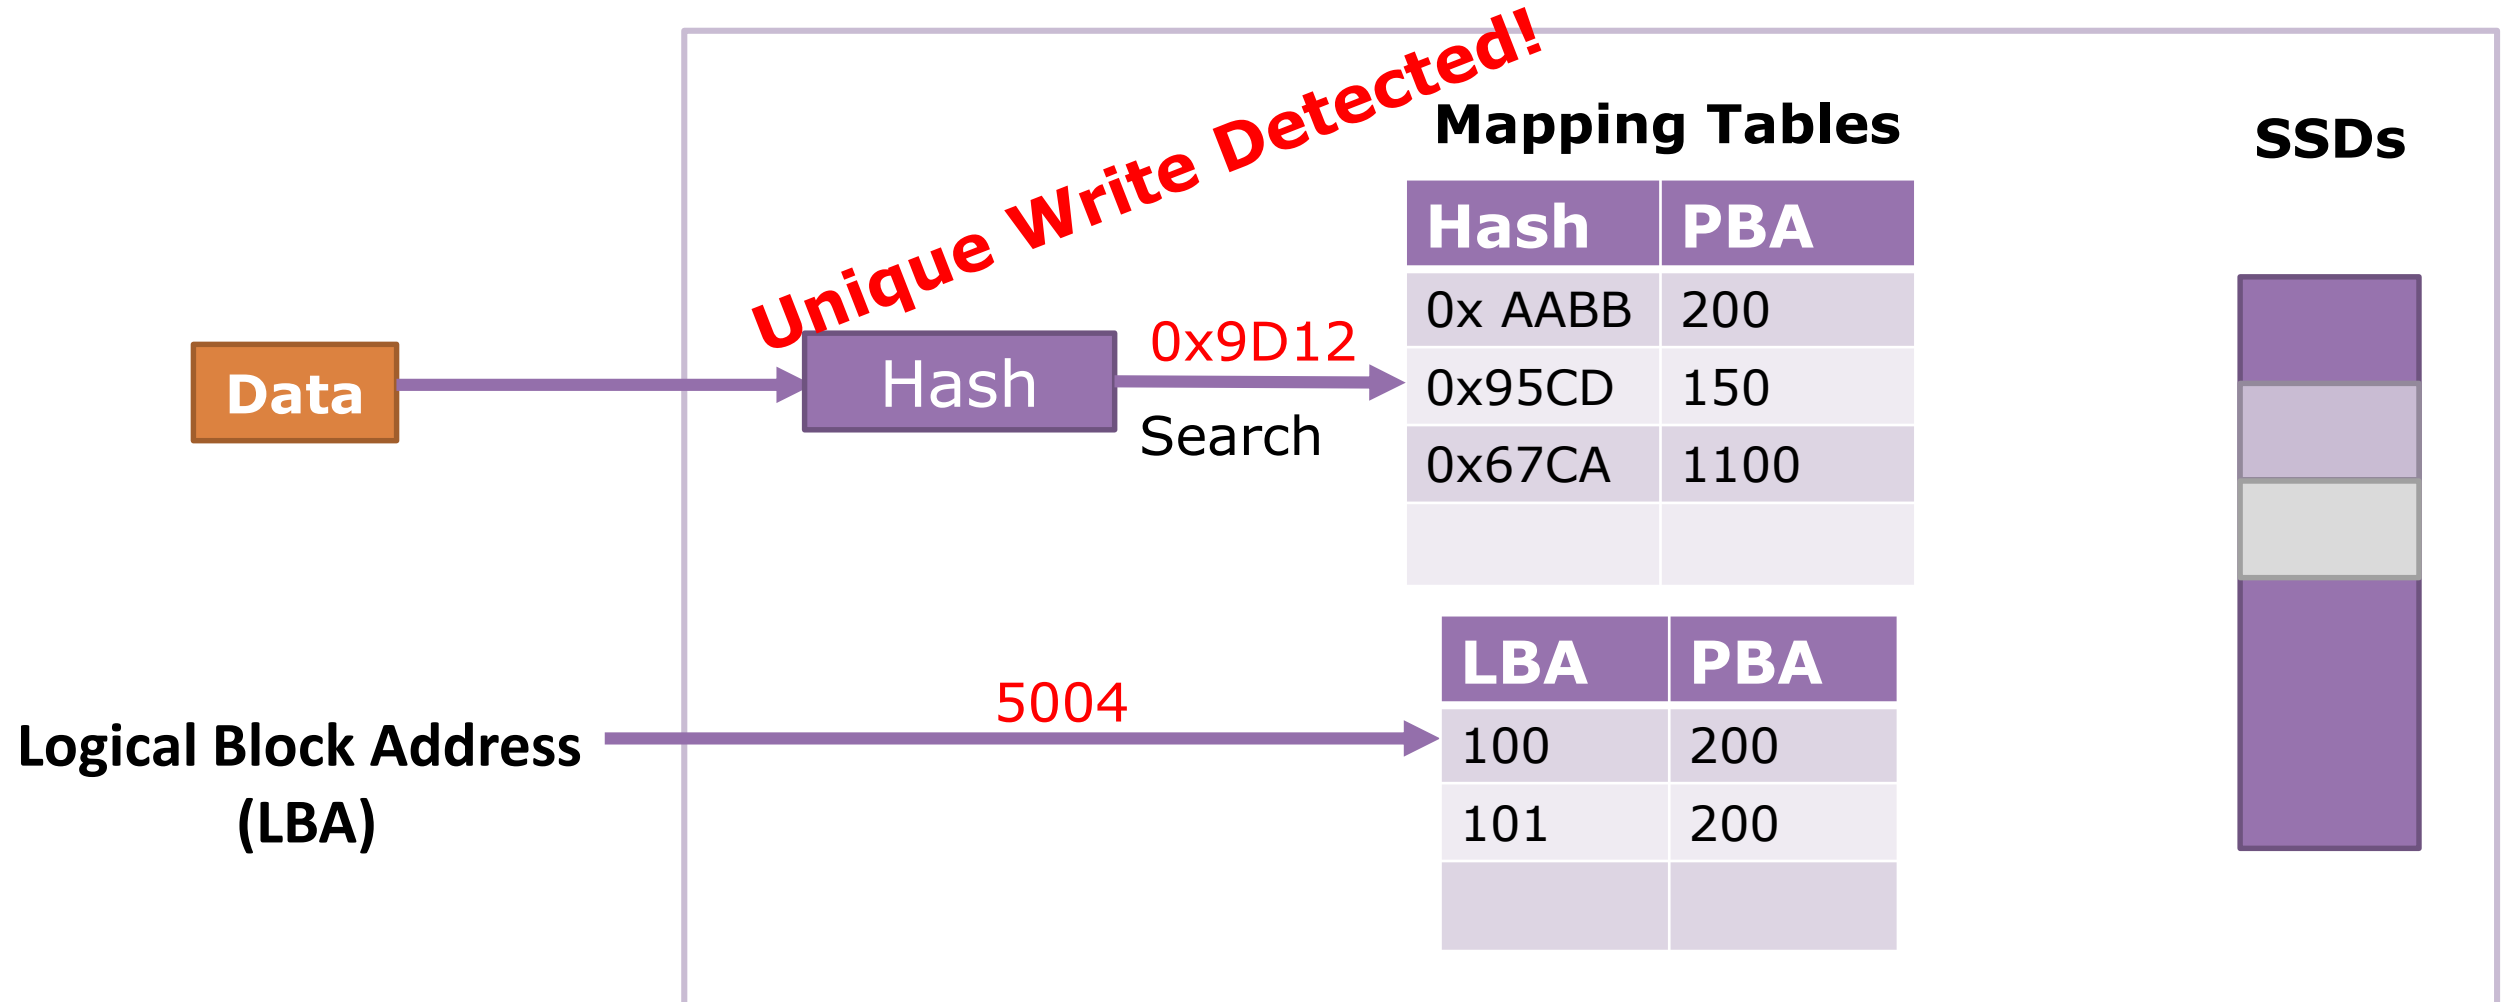 Unique Write Detected!
Mapping Tables
SSDs
Hash PBA
0x AABB 200
0x95CD 150
0x67CA 1100
Data
Hash
0x9D12
Search
LBA PBA
100 200
101 200
5004
Logical Block Address
(LBA)